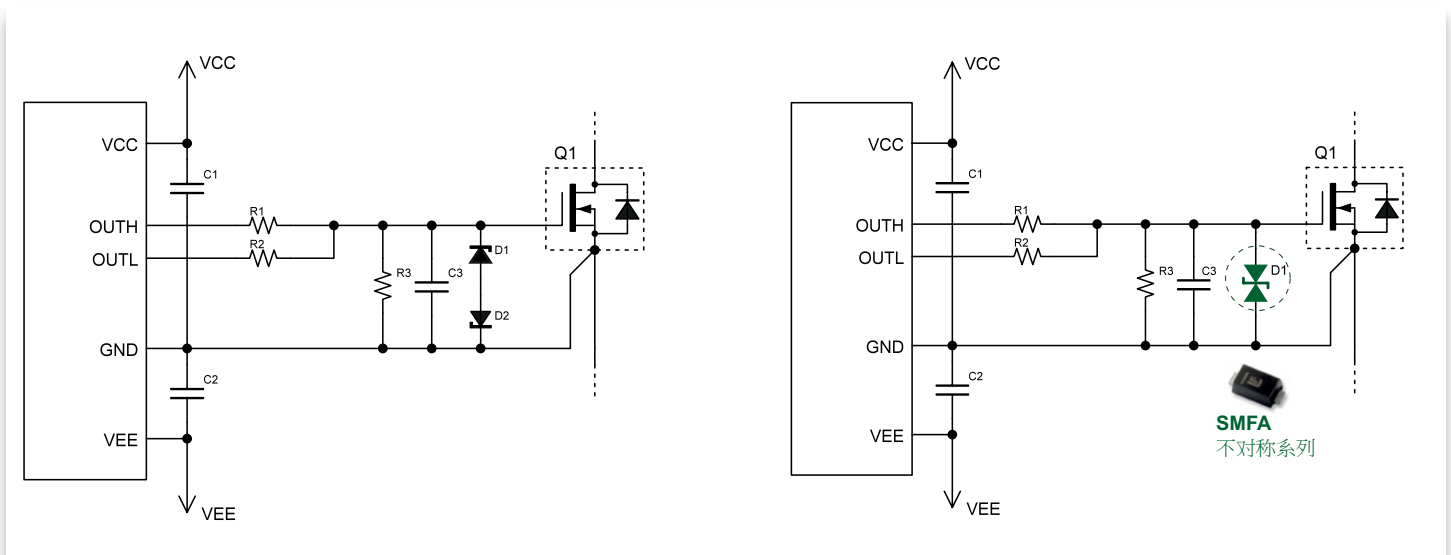 VCC
VCC
C1
OUTH
OUTL
GND
VEE
R1
R2
R3
C3
D1
D2
Q1
C2
VEE
VCC
VCC
C1
OUTH
OUTL
GND
VEE
R1
R2
R3
C3
D1
Q1
C2
VEE
SMFA
不对称系列